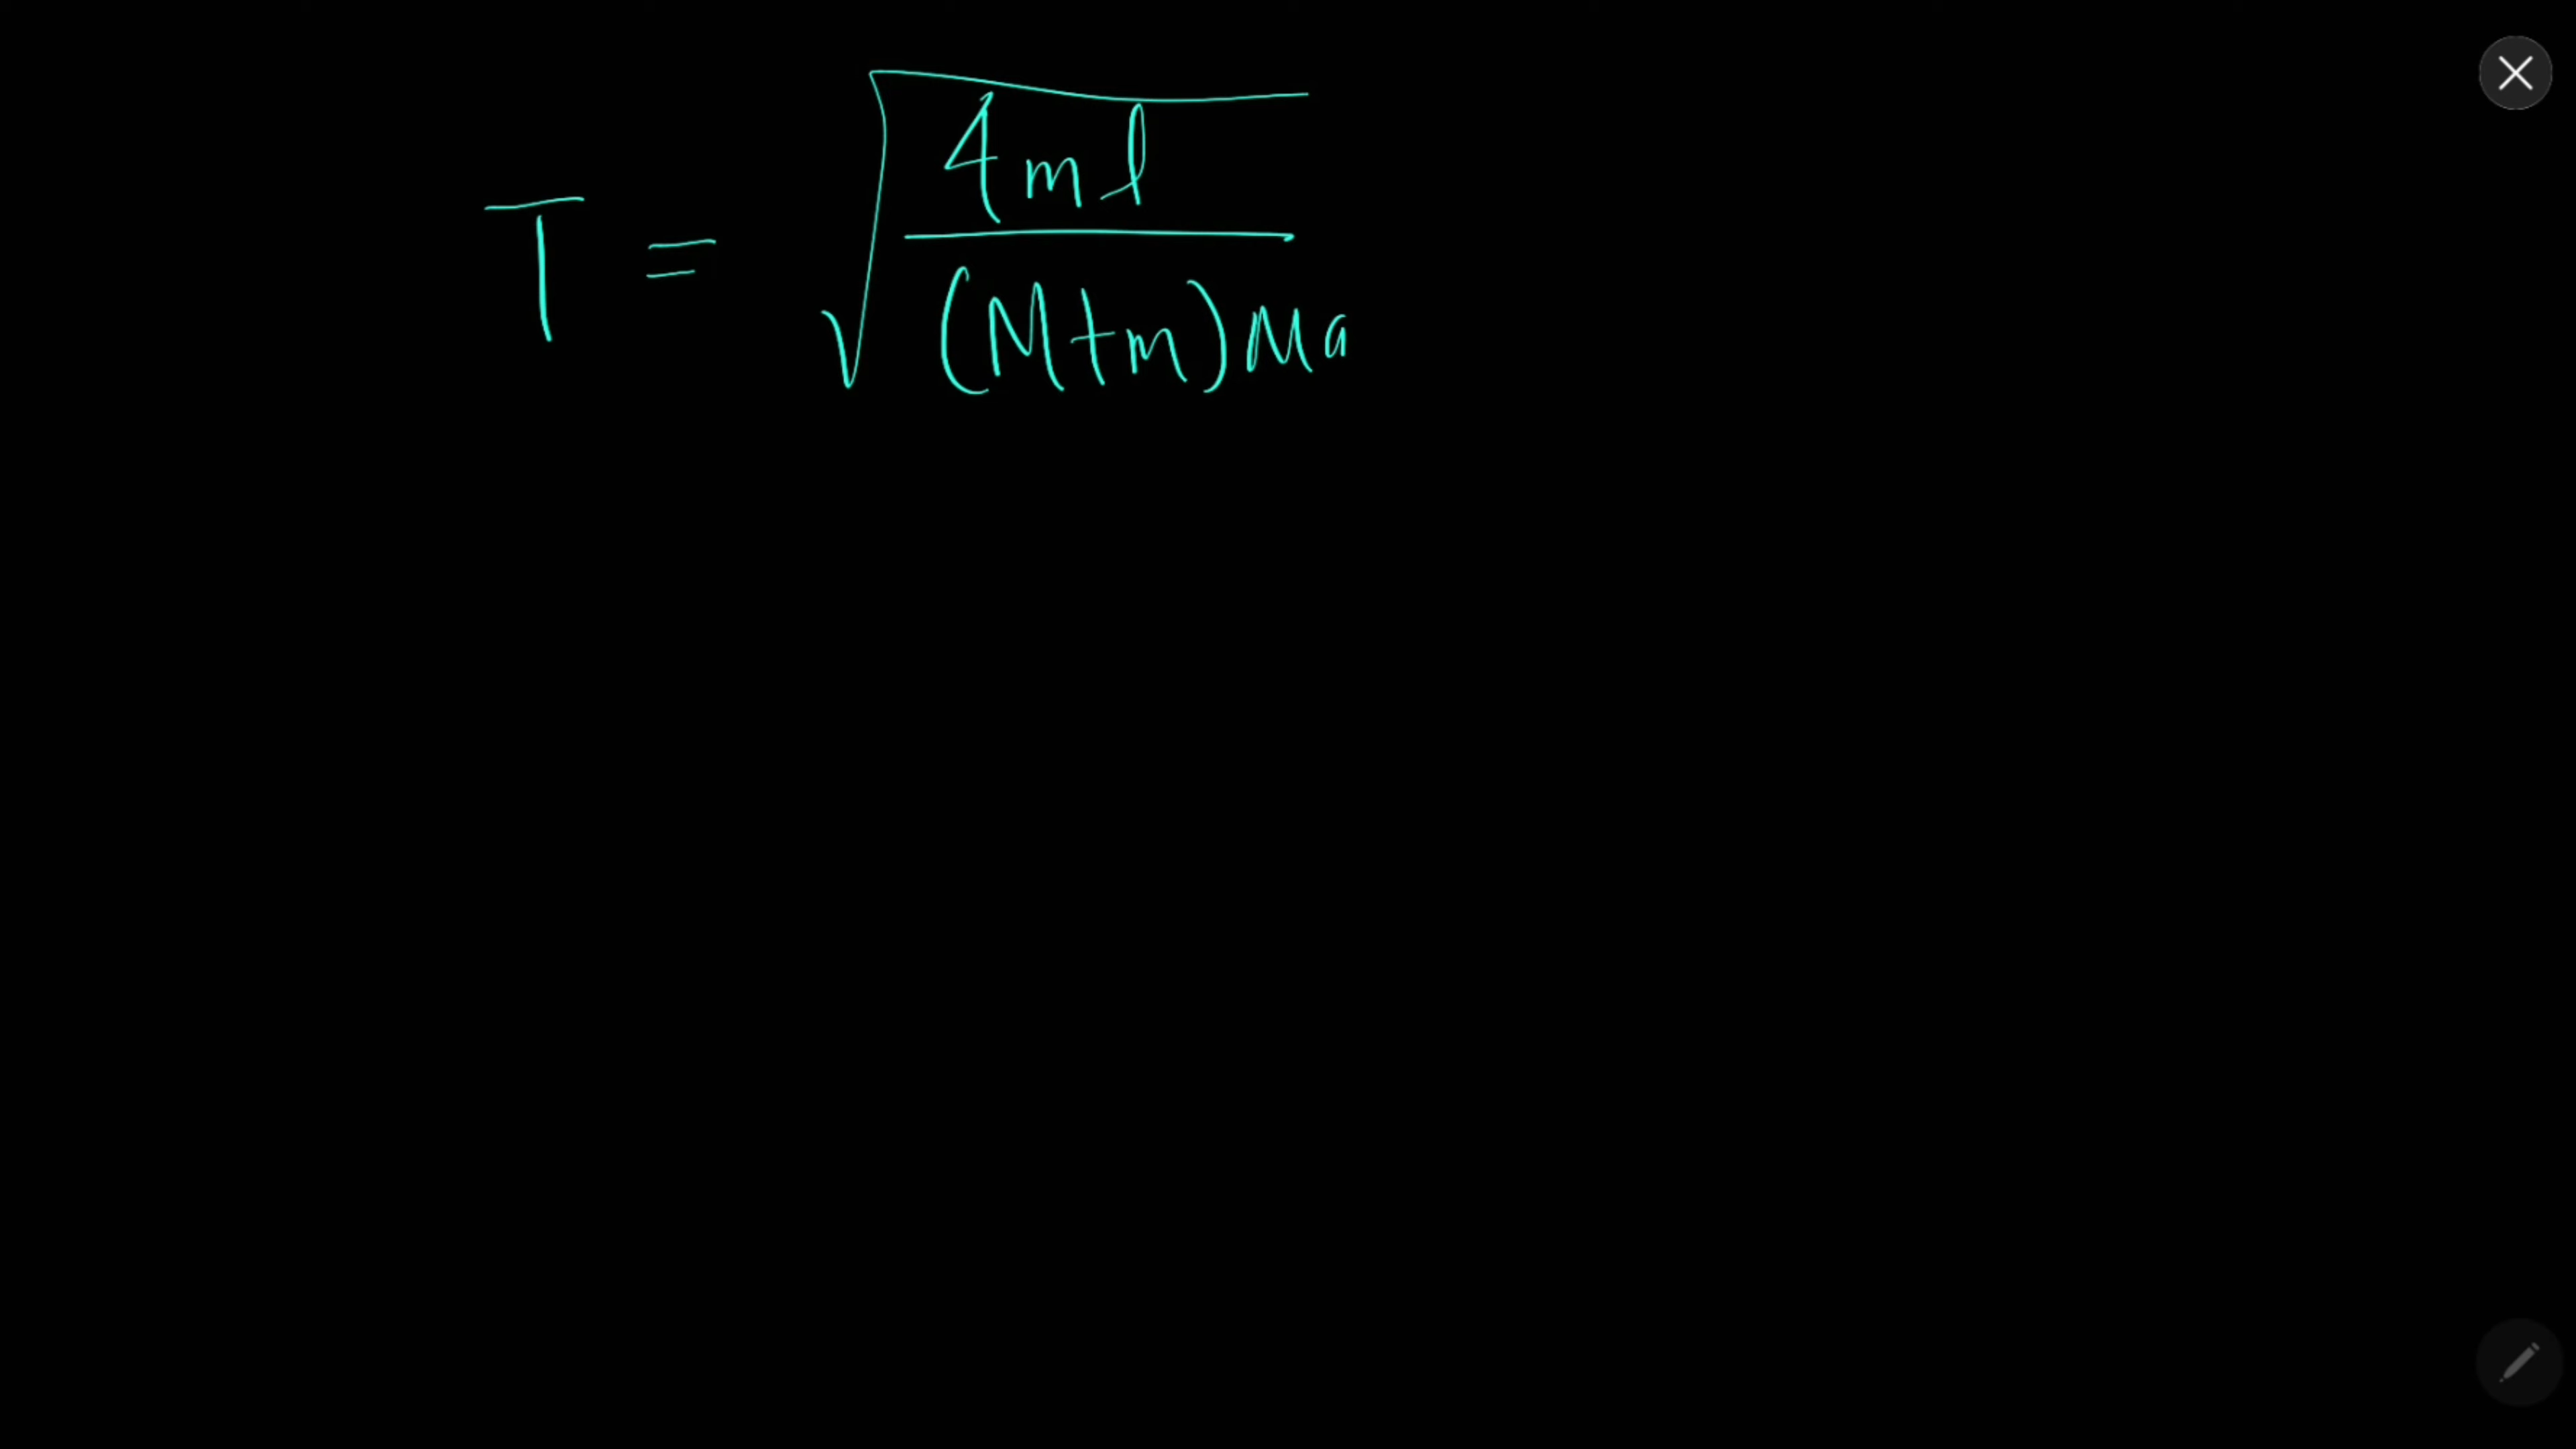 T = √(4ml / (M+m)Ma)